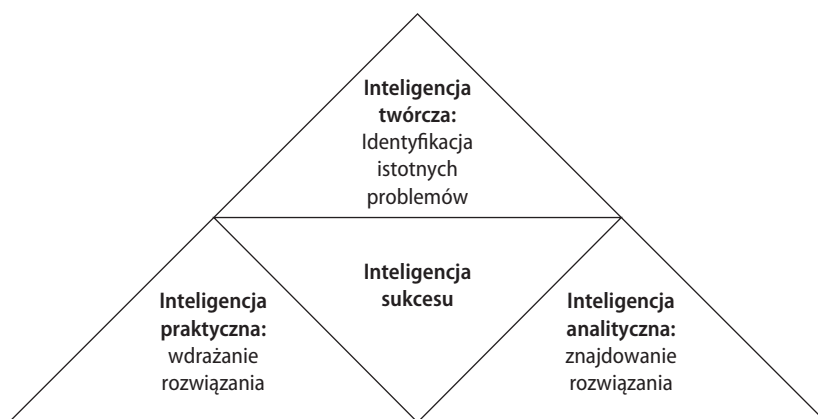 Inteligencja
twórcza:
Identyfikacja
istotnych
problemów
Inteligencja
sukcesu
Inteligencja
praktyczna:
wdrażanie
rozwiązania
Inteligencja
analityczna:
znajdowanie
rozwiązania